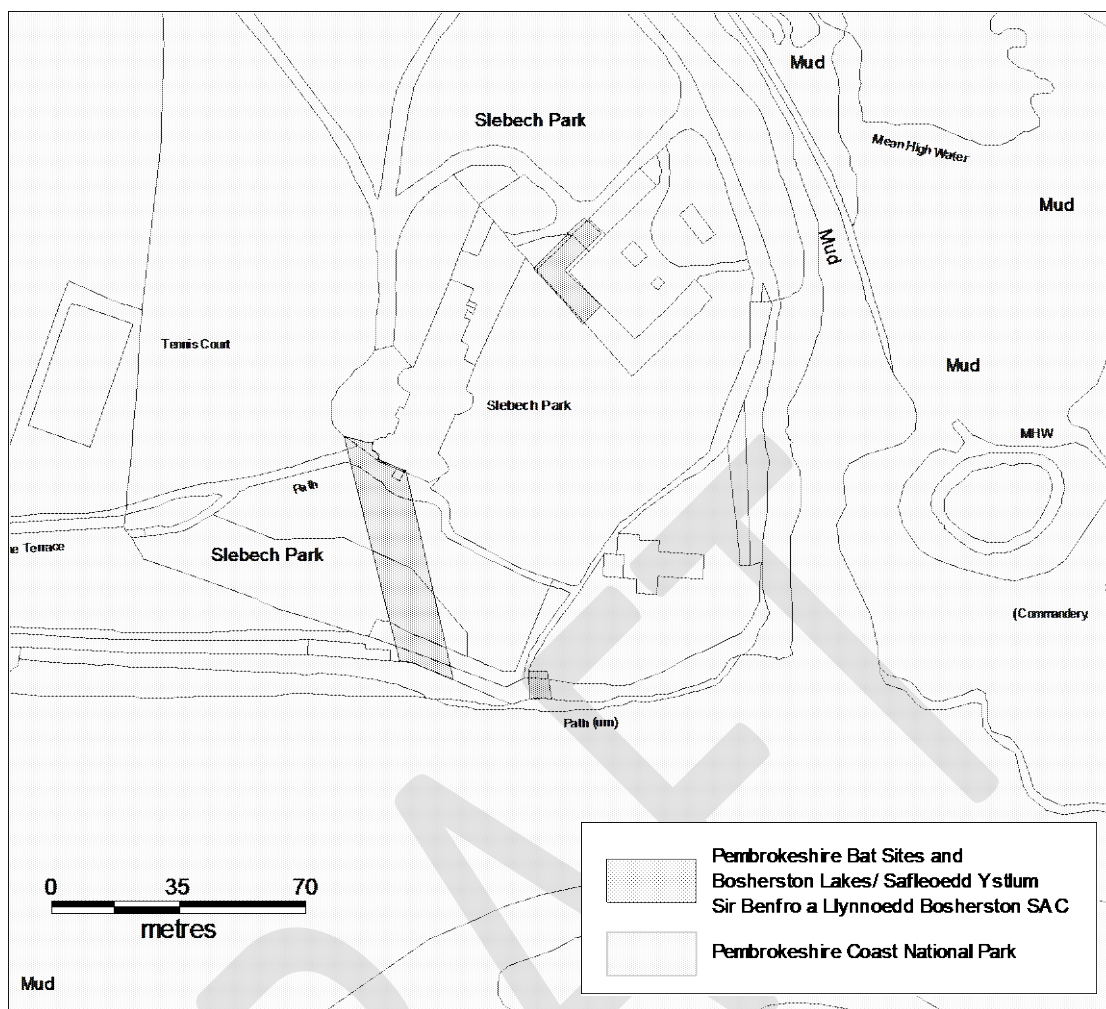 Mud
Slebech Park
Mean High Water
Mud
Mud
Tennis Court
Mud
Slebech Park
MHW
Path
ne Terrace
Slebech Park
(Commandery
Path (um)
DRAFT
0 35 70
metres
Mud
Pembrokeshire Bat Sites and
Bosherston Lakes/ Safleoedd Ystlum
Sir Benfro a Llynnoedd Bosherston SAC
Pembrokeshire Coast National Park